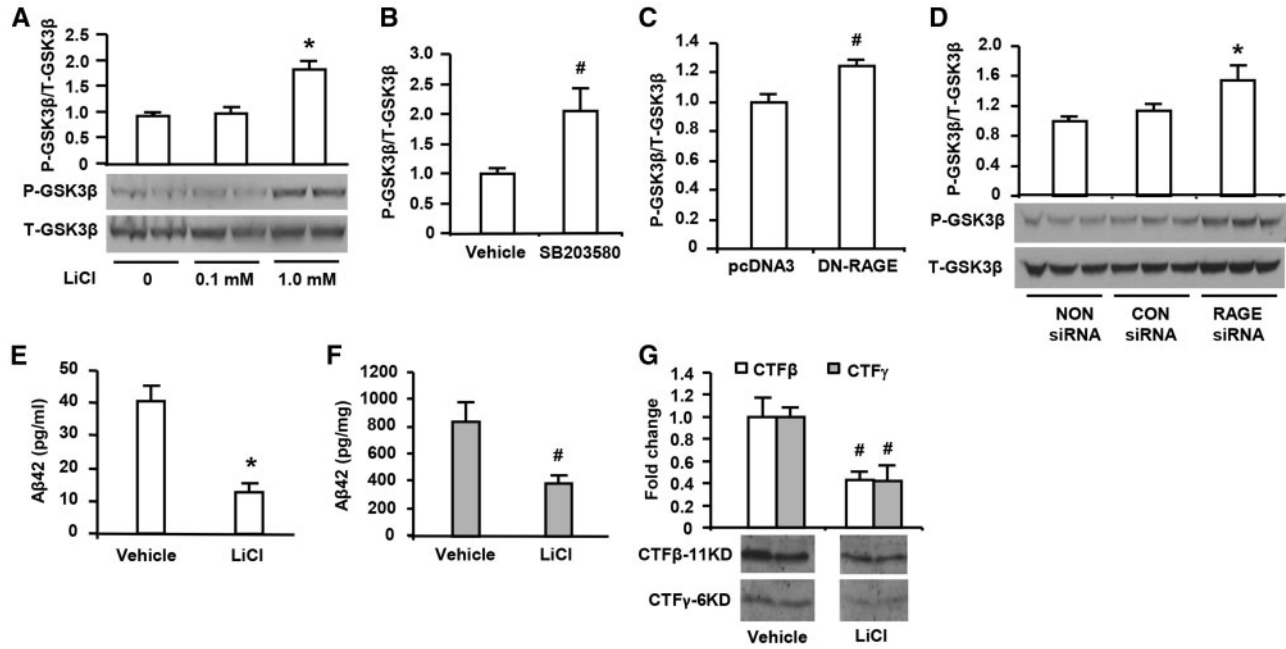 A
P-GSK3β/T-GSK3β
2.5
2.0
1.5
1.0
0.5
0
*
P-GSK3β
T-GSK3β
LiCl 0 0.1 mM 1.0 mM
B
P-GSK3β/T-GSK3β
3.0
2.5
2.0
1.5
1.0
0.5
0
#
Vehicle SB203580
C
P-GSK3β/T-GSK3β
1.4
1.2
1.0
0.8
0.6
0.4
0.2
0
#
pcDNA3 DN-RAGE
D
P-GSK3β/T-GSK3β
2.0
1.6
1.2
0.8
0.4
0
*
P-GSK3β
T-GSK3β
NON CON RAGE
siRNA siRNA siRNA
E
Aβ42 (pg/ml)
50
40
30
20
10
0
*
Vehicle LiCl
F
Aβ42 (pg/mg)
1200
1000
800
600
400
200
0
#
Vehicle LiCl
G
CTFβ CTFγ
Fold change
1.4
1.2
1.0
0.8
0.6
0.4
0.2
0
# #
CTFβ-11KD
CTFγ-6KD
Vehicle LiCl